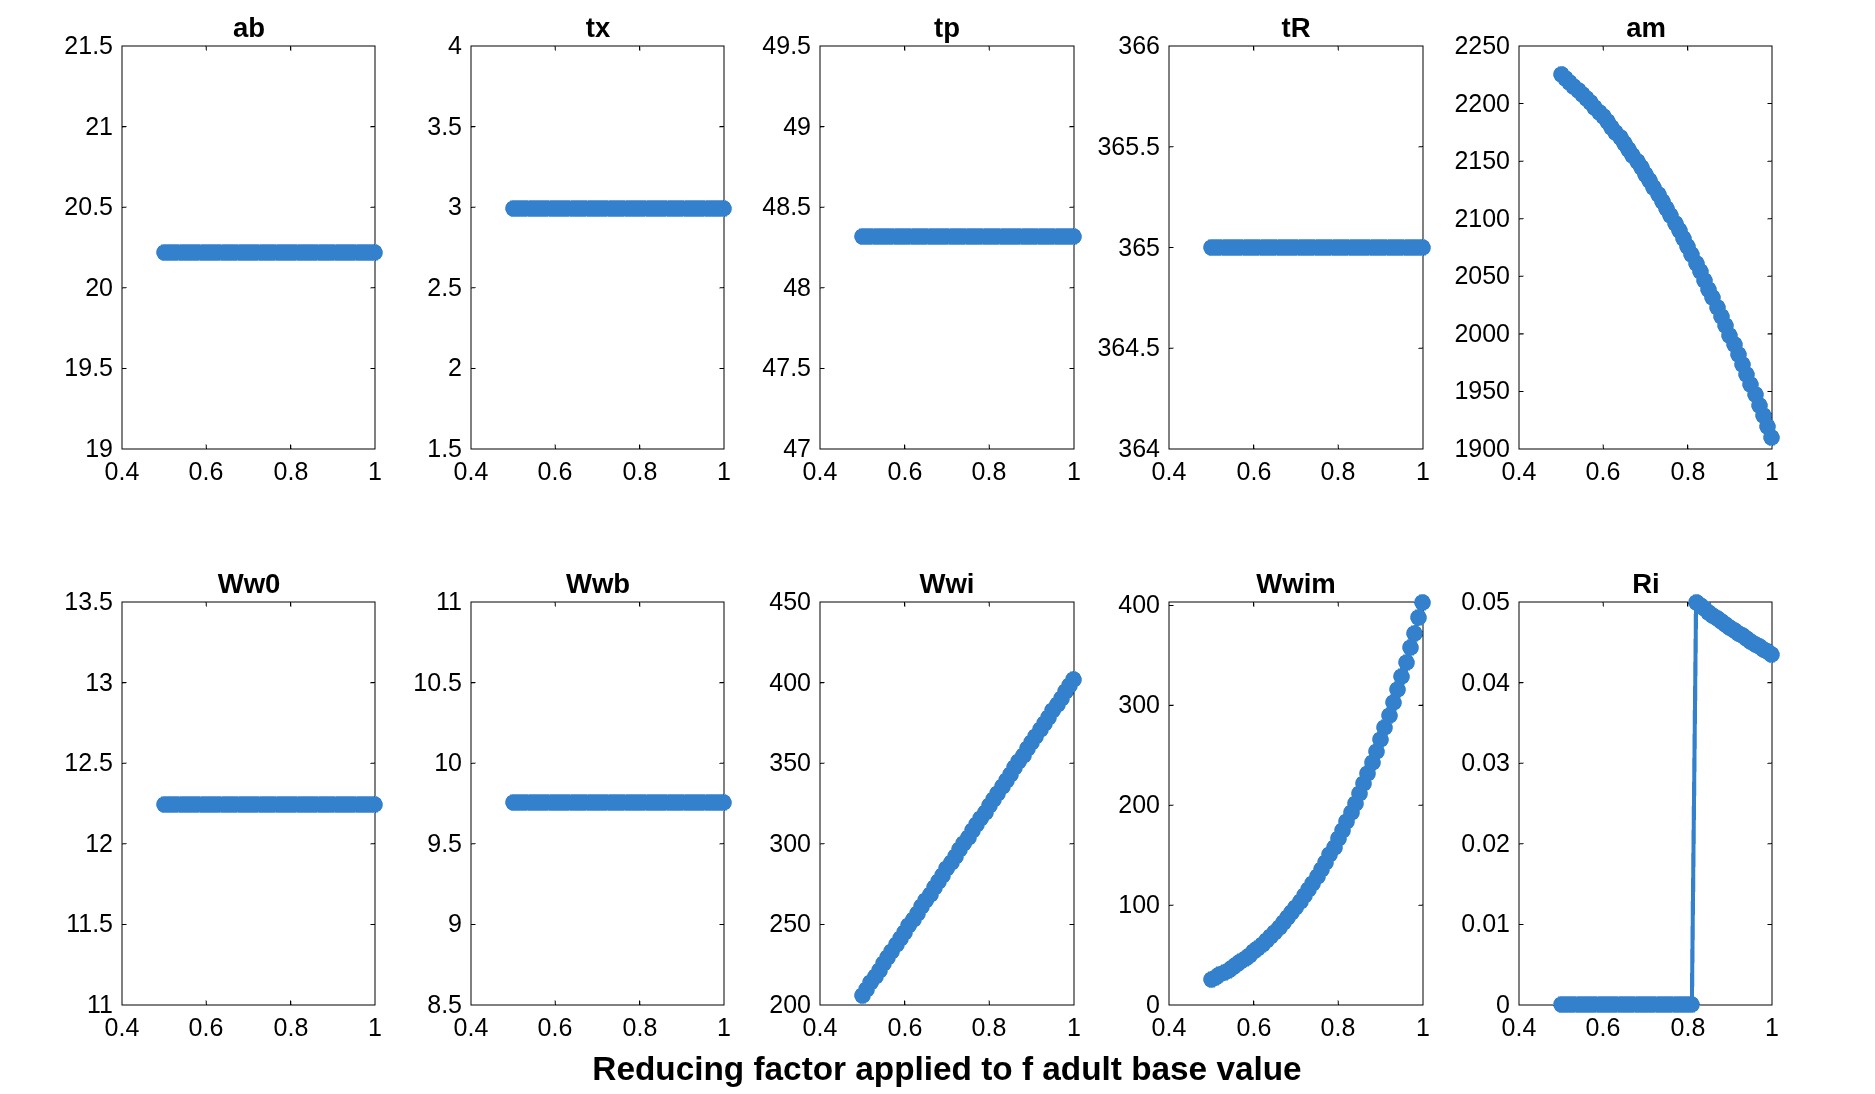 ab tx tp tR am
21.5 4 49.5 366 2250
2200
21 3.5 49 365.5 2150
20.5 3 48.5 2100
365
20 2.5 48 2050
2000
19.5 2 47.5 364.5 1950
19 1.5 47 364 1900
0.4 0.6 0.8 1 0.4 0.6 0.8 1 0.4 0.6 0.8 1 0.4 0.6 0.8 1 0.4 0.6 0.8 1
Ww0 Wwb Wwi Wwim Ri
13.5 11 450 400 0.05
13 10.5 400 300 0.04
12.5 10 350 200 0.03
12 9.5 300 0.02
11.5 9 250 100 0.01
11 8.5 200 0 0
0.4 0.6 0.8 1 0.4 0.6 0.8 1 0.4 0.6 0.8 1 0.4 0.6 0.8 1 0.4 0.6 0.8 1
Reducing factor applied to f adult base value